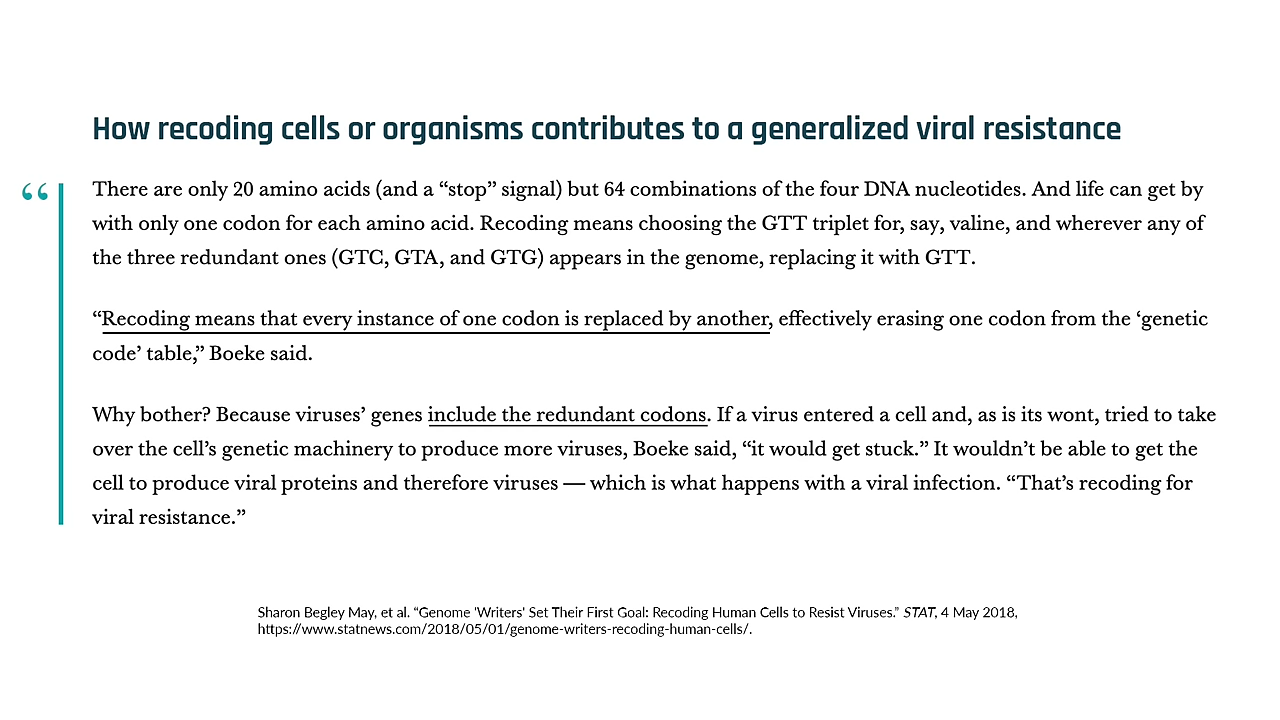 How recoding cells or organisms contributes to a generalized viral resistance
“
There are only 20 amino acids (and a “stop” signal) but 64 combinations of the four DNA nucleotides. And life can get by
with only one codon for each amino acid. Recoding means choosing the GTT triplet for, say, valine, and wherever any of
the three redundant ones (GTC, GTA, and GTG) appears in the genome, replacing it with GTT.
“Recoding means that every instance of one codon is replaced by another, effectively erasing one codon from the ‘genetic
code’ table,” Boeke said.
Why bother? Because viruses’ genes include the redundant codons. If a virus entered a cell and, as is its wont, tried to take
over the cell’s genetic machinery to produce more viruses, Boeke said, “it would get stuck.” It wouldn’t be able to get the
cell to produce viral proteins and therefore viruses — which is what happens with a viral infection. “That’s recoding for
viral resistance.”
Sharon Begley May, et al. “Genome 'Writers' Set Their First Goal: Recoding Human Cells to Resist Viruses.” STAT, 4 May 2018,
https://www.statnews.com/2018/05/01/genome-writers-recoding-human-cells/.